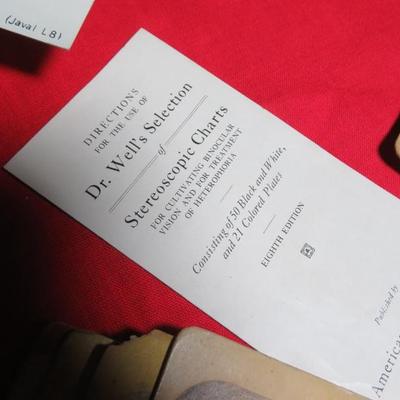 (Javal L8)
DIRECTIONS
FOR THE USE OF
Dr. Well's Selection
of
Stereoscopic Charts
FOR CULTIVATING BINOCULAR
VISION AND FOR TREATMENT
OF HETEROPHORIA
Consisting of 50 Black and White,
and 21 Colored Plates
EIGHTH EDITION
Published by
American